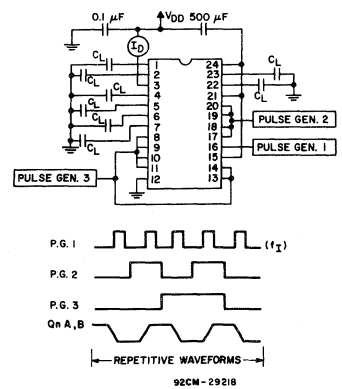 0.1 µF
VDD
500 µF
ID
CL
CL
CL
CL
CL
CL
1
2
3
4
5
6
7
8
9
10
11
12
24
23
22
21
20
19
18
17
16
15
14
13
CL
CL
PULSE GEN. 2
PULSE GEN. 1
PULSE GEN. 3
P.G. 1
(fI)
P.G. 2
P.G. 3
Qn A,B
REPETITIVE WAVEFORMS
92CM-29218